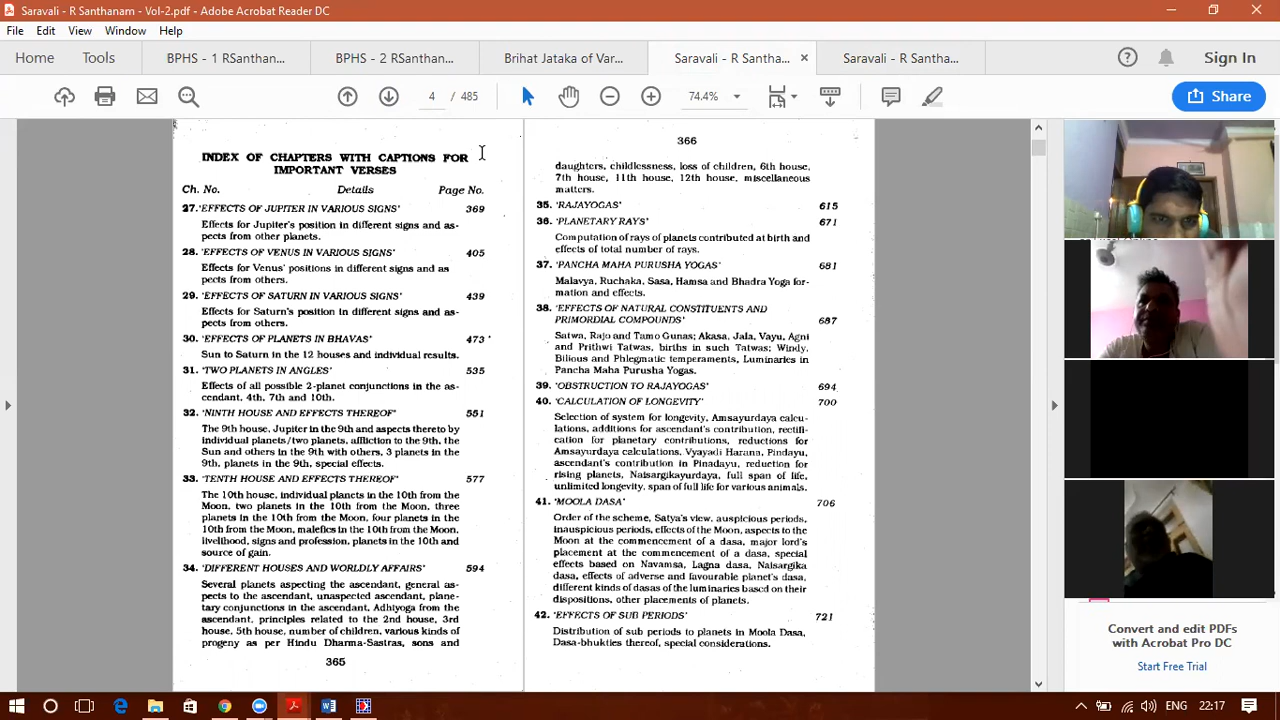 Saravali - R Santhanam - Vol-2.pdf - Adobe Acrobat Reader DC
File Edit View Window Help
Home Tools BPHS - 1 RSanthan... BPHS - 2 RSanthan... Brihat Jataka of Var... Saravali - R Santha... × Saravali - R Santha... Sign In
4 / 485 74.4% Share
INDEX OF CHAPTERS WITH CAPTIONS FOR
IMPORTANT VERSES
Ch. No. Details Page No.
27. 'EFFECTS OF JUPITER IN VARIOUS SIGNS' 369
Effects for Jupiter's position in different signs and as-
pects from other planets.
28. 'EFFECTS OF VENUS IN VARIOUS SIGNS' 405
Effects for Venus' positions in different signs and as
pects from others.
29. 'EFFECTS OF SATURN IN VARIOUS SIGNS' 439
Effects for Saturn's position in different signs and as-
pects from others.
30. 'EFFECTS OF PLANETS IN BHAVAS' 473
Sun to Saturn in the 12 houses and individual results.
31. 'TWO PLANETS IN ANGLES' 535
Effects of all possible 2-planet conjunctions in the as-
cendant, 4th, 7th and 10th.
32. 'NINTH HOUSE AND EFFECTS THEREOF' 551
The 9th house, Jupiter in the 9th and aspects thereto by
individual planets/two planets, affliction to the 9th, the
Sun and others in the 9th with others, 3 planets in the
9th, planets in the 9th, special effects.
33. 'TENTH HOUSE AND EFFECTS THEREOF' 577
The 10th house, individual planets in the 10th from the
Moon, two planets in the 10th from the Moon, three
planets in the 10th from the Moon, four planets in the
10th from the Moon, malefics in the 10th from the Moon,
livelihood, signs and profession, planets in the 10th and
source of gain.
34. 'DIFFERENT HOUSES AND WORLDLY AFFAIRS' 594
Several planets aspecting the ascendant, general as-
pects to the ascendant, unaspected ascendant, plane-
tary conjunctions in the ascendant, Adhiyoga from the
ascendant, principles related to the 2nd house, 3rd
house, 5th house, number of children, various kinds of
progeny as per Hindu Dharma-Sastras, sons and
365
366
daughters, childlessness, loss of children, 6th house,
7th house, 11th house, 12th house, miscellaneous
matters.
35. 'RAJAYOGAS' 615
36. 'PLANETARY RAYS' 671
Computation of rays of planets contributed at birth and
effects of total number of rays.
37. 'PANCHA MAHA PURUSHA YOGAS' 681
Malavya, Ruchaka, Sasa, Hamsa and Bhadra Yoga for-
mation and effects.
38. 'EFFECTS OF NATURAL CONSTITUENTS AND
PRIMORDIAL COMPOUNDS' 687
Satwa, Rajo and Tamo Gunas; Akasa, Jala, Vayu, Agni
and Prithwi Tatwas, births in such Tatwas; Windy,
Bilious and Phlegmatic temperaments, Luminaries in
Pancha Maha Purusha Yogas.
39. 'OBSTRUCTION TO RAJAYOGAS' 694
40. 'CALCULATION OF LONGEVITY' 700
Selection of system for longevity, Amsayurdaya calcu-
lations, additions for ascendant's contribution, rectifi-
cation for planetary contributions, reductions for
Amsayurdaya calculations, Vyayadi Harana, Pindayu,
ascendant's contribution in Pinadayu, reduction for
rising planets, Naisargikayurdaya, full span of life,
unlimited longevity, span of full life for various animals.
41. 'MOOLA DASA' 706
Order of the scheme, Satya's view, auspicious periods,
inauspicious periods, effects of the Moon, aspects to the
Moon at the commencement of a dasa, major lord's
placement at the commencement of a dasa, special
effects based on Navamsa, Lagna dasa, Naisargika
dasa, effects of adverse and favourable planet's dasa,
different kinds of dasas of the luminaries based on their
dispositions, other placements of planets.
42. 'EFFECTS OF SUB PERIODS' 721
Distribution of sub periods to planets in Moola Dasa,
Dasa-bhukties thereof, special considerations.
Convert and edit PDFs
with Acrobat Pro DC
Start Free Trial
ENG 22:17